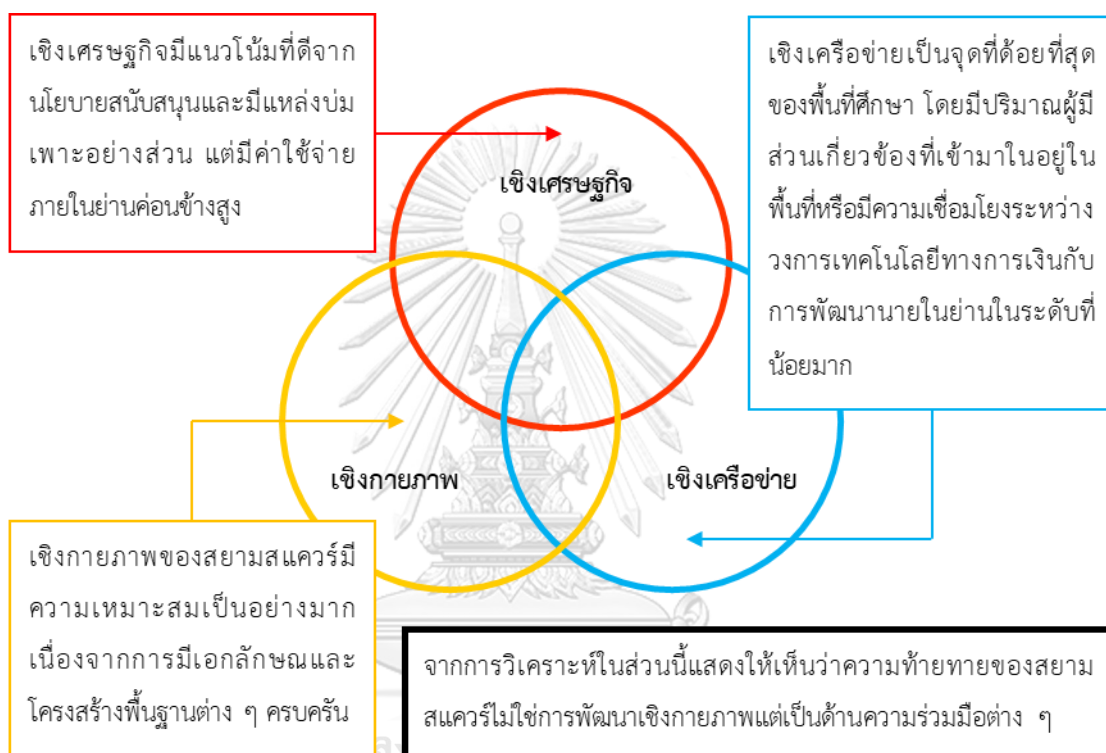 เชิงเศรษฐกิจมีแนวโน้มที่ดีจาก
นโยบายสนับสนุนและมีแหล่งบ่ม
เพาะอย่างส่วน แต่มีค่าใช้จ่าย
ภายในย่านค่อนข้างสูง
เชิงเครือข่ายเป็นจุดที่ด้อยที่สุด
ของพื้นที่ศึกษา โดยมีปริมาณผู้มี
ส่วนเกี่ยวข้องที่เข้ามาในอยู่ใน
พื้นที่หรือมีความเชื่อมโยงระหว่าง
วงการเทคโนโลยีทางการเงินกับ
การพัฒนานายในย่านในระดับที่
น้อยมาก
เชิงเศรษฐกิจ
เชิงกายภาพ
เชิงเครือข่าย
เชิงกายภาพของสยามสแควร์มี
ความเหมาะสมเป็นอย่างมาก
เนื่องจากการมีเอกลักษณและ
โครงสร้างพื้นฐานต่าง ๆ ครบครัน
จากการวิเคราะห์ในส่วนนี้แสดงให้เห็นว่าความท้ายทายของสยาม
สแควร์ไม่ใช่การพัฒนาเชิงกายภาพแต่เป็นด้านความร่วมมือต่าง ๆ